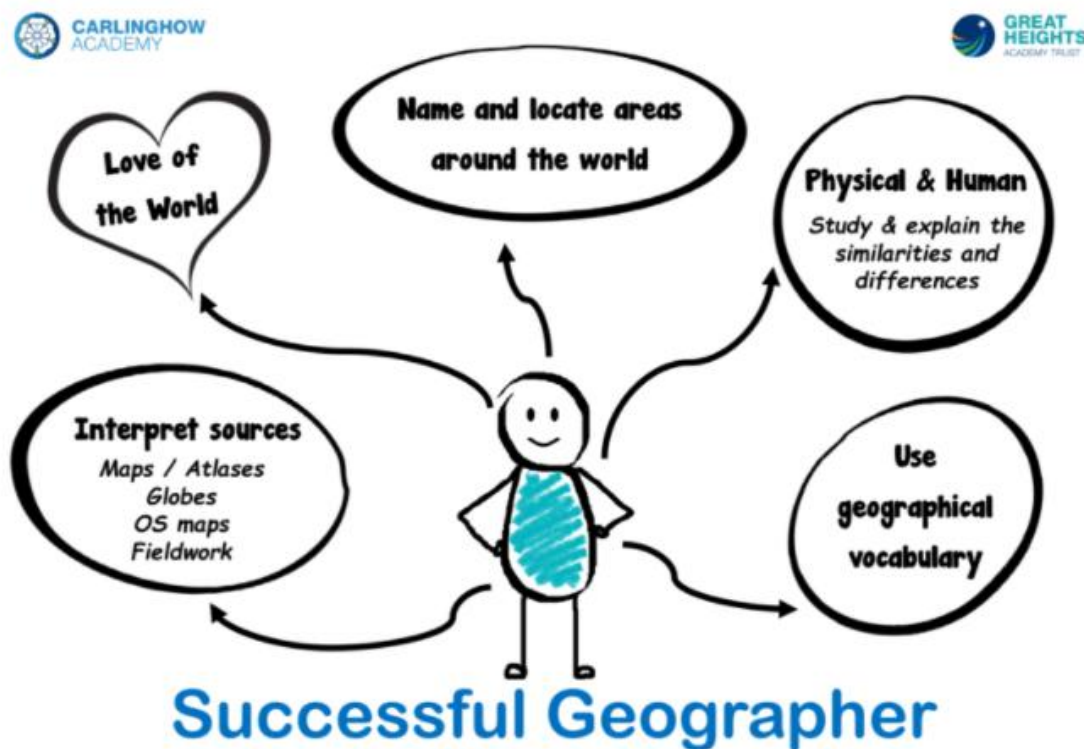 CARLINGHOW
ACADEMY
GREAT
HEIGHTS
ACADEMY TRUST
Love of
the World
Name and locate areas
around the world
Physical & Human
Study & explain the
similarities and
differences
Interpret sources
Maps / Atlases
Globes
OS maps
Fieldwork
Use
geographical
vocabulary
Successful Geographer